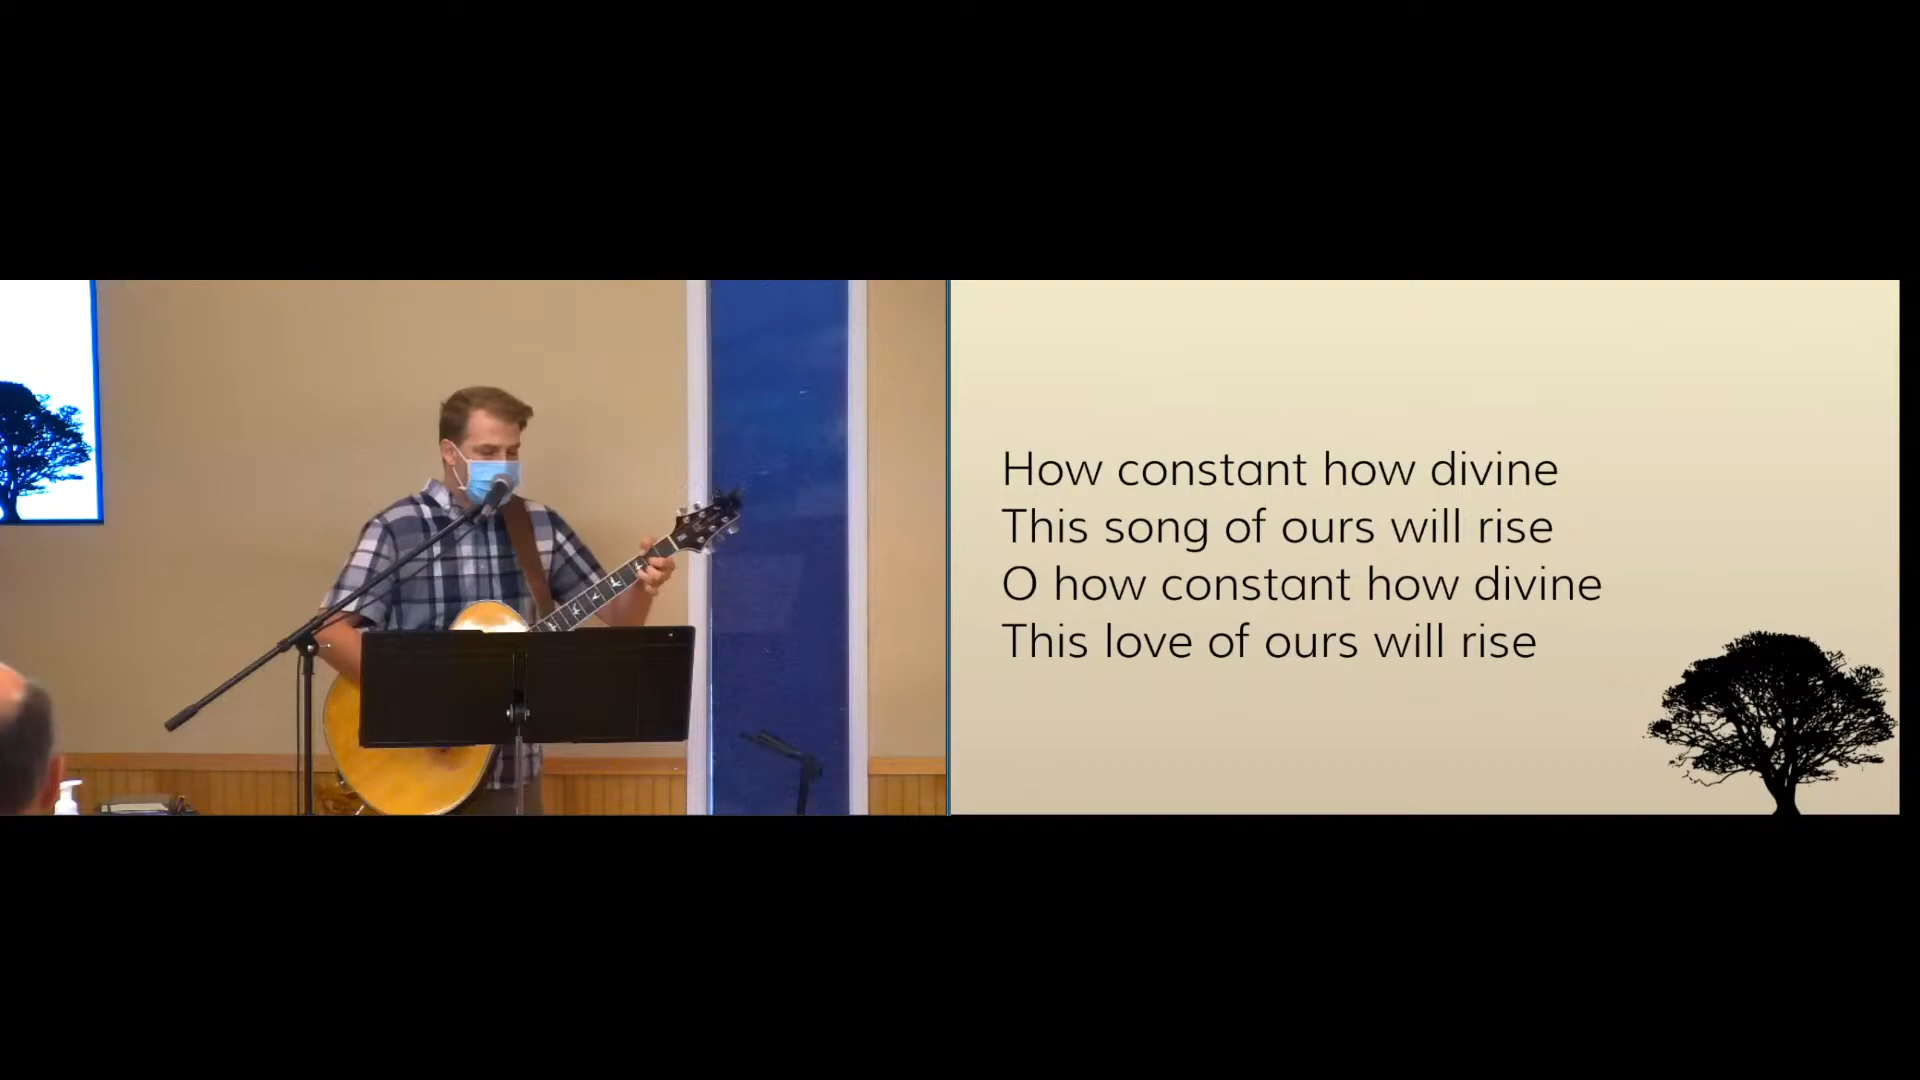 How constant how divine
This song of ours will rise
O how constant how divine
This love of ours will rise